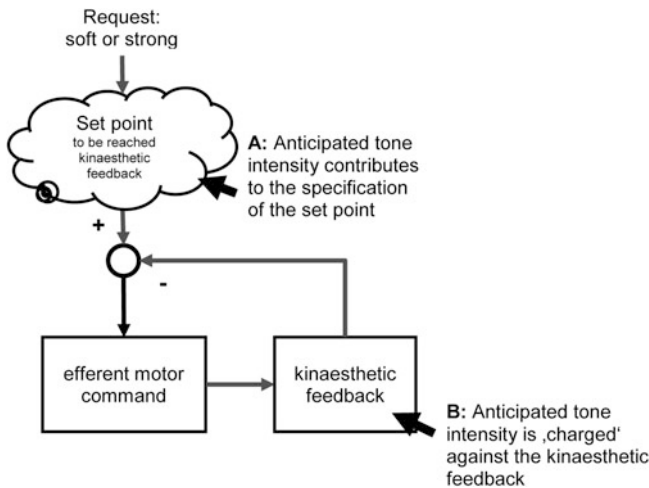 Request:
soft or strong
Set point
to be reached
kinaesthetic
feedback
A: Anticipated tone
intensity contributes
to the specification
of the set point
+
-
efferent motor
command
kinaesthetic
feedback
B: Anticipated tone
intensity is ‚charged‘
against the kinaesthetic
feedback